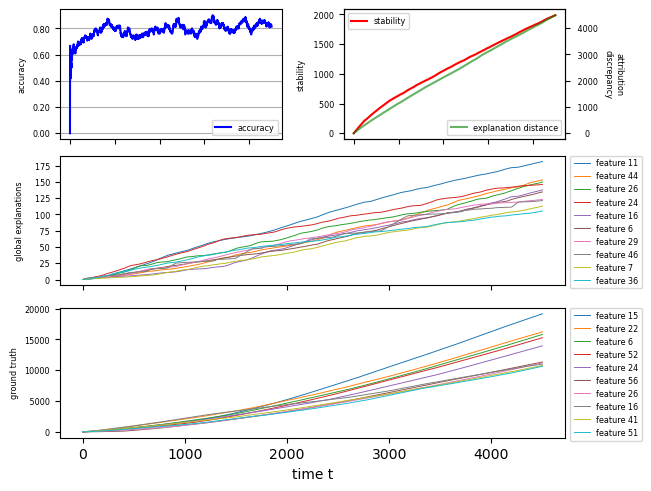 0.80
0.60
0.40
0.20
0.00
accuracy
accuracy
2000
1500
1000
500
0
stability
stability
explanation distance
4000
3000
2000
1000
0
attribution
discrepancy
175
150
125
100
75
50
25
0
global explanations
feature 11
feature 44
feature 26
feature 24
feature 16
feature 6
feature 29
feature 46
feature 7
feature 36
20000
15000
10000
5000
0
ground truth
feature 15
feature 22
feature 6
feature 52
feature 24
feature 56
feature 26
feature 16
feature 41
feature 51
0 1000 2000 3000 4000
time t